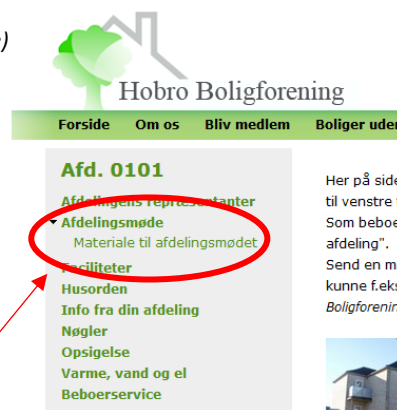 )
Hobro Boligforening
Forside Om os Bliv medlem Boliger uden
Afd. 0101
Afdelingens repræsentanter
Afdelingsmøde
Materiale til afdelingsmødet
Faciliteter
Husorden
Info fra din afdeling
Nøgler
Opsigelse
Varme, vand og el
Beboerservice
Her på side
til venstre
Som beboe
afdeling".
Send en m
kunne f.eks
Boligforenin